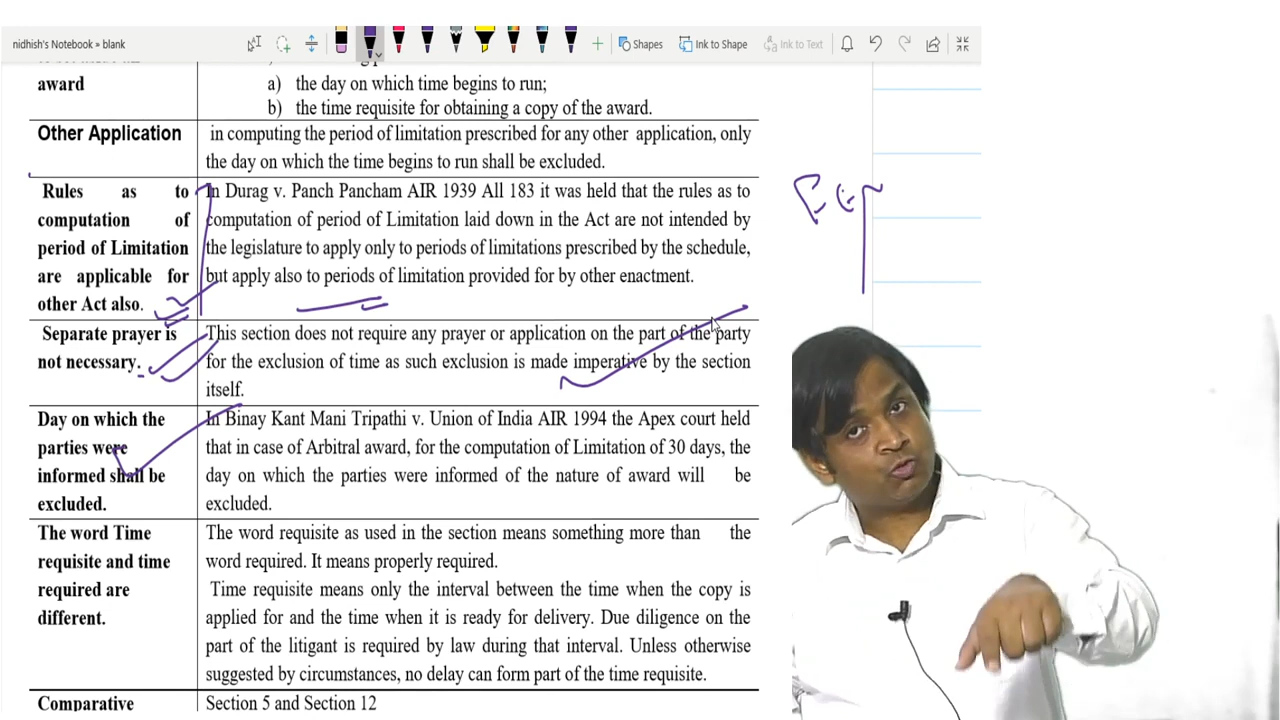 nidhish's Notebook » blank
Shapes
Ink to Shape
Ink to Text
award
a) the day on which time begins to run;
b) the time requisite for obtaining a copy of the award.
Other Application
in computing the period of limitation prescribed for any other application, only
the day on which the time begins to run shall be excluded.
Rules as to
computation of
period of Limitation
are applicable for
other Act also.
In Durag v. Panch Pancham AIR 1939 All 183 it was held that the rules as to
computation of period of Limitation laid down in the Act are not intended by
the legislature to apply only to periods of limitations prescribed by the schedule,
but apply also to periods of limitation provided for by other enactment.
Separate prayer is
not necessary.
This section does not require any prayer or application on the part of the party
for the exclusion of time as such exclusion is made imperative by the section
itself.
Day on which the
parties were
informed shall be
excluded.
In Binay Kant Mani Tripathi v. Union of India AIR 1994 the Apex court held
that in case of Arbitral award, for the computation of Limitation of 30 days, the
day on which the parties were informed of the nature of award will be
excluded.
The word Time
requisite and time
required are
different.
The word requisite as used in the section means something more than the
word required. It means properly required.
Time requisite means only the interval between the time when the copy is
applied for and the time when it is ready for delivery. Due diligence on the
part of the litigant is required by law during that interval. Unless otherwise
suggested by circumstances, no delay can form part of the time requisite.
Comparative
Section 5 and Section 12